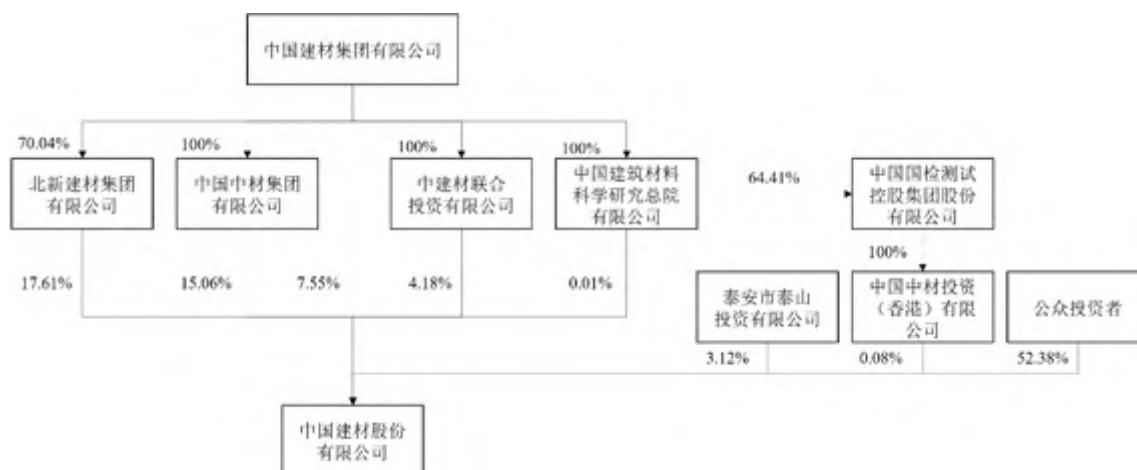 中国建材集团有限公司
70.04%
100%
100%
100%
北新建材集团
有限公司
中国中材集团
有限公司
中建材联合
投资有限公司
中国建筑材料
科学研究总院
有限公司
64.41%
中国国检测试
控股集团股份
有限公司
17.61%
15.06%
7.55%
4.18%
0.01%
100%
泰安市泰山
投资有限公司
中国中材投资
（香港）有限
公司
公众投资者
3.12%
0.08%
52.38%
中国建材股份
有限公司